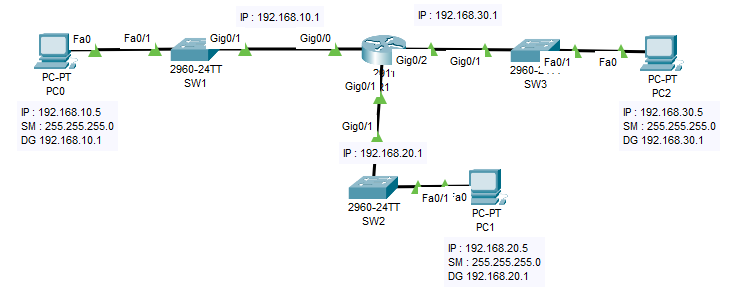 IP : 192.168.10.1
IP : 192.168.30.1
Fa0
Fa0/1
Gig0/1
Gig0/0
Gig0/2
Gig0/1
Fa0/1
Fa0
PC-PT
PC0
2960-24TT
SW1
R1
2960-
SW3
PC-PT
PC2
IP : 192.168.10.5
SM : 255.255.255.0
DG 192.168.10.1
Gig0/1
Gig0/1
IP : 192.168.30.5
SM : 255.255.255.0
DG 192.168.30.1
IP : 192.168.20.1
2960-24TT
SW2
Fa0/1
Fa0
PC-PT
PC1
IP : 192.168.20.5
SM : 255.255.255.0
DG 192.168.20.1